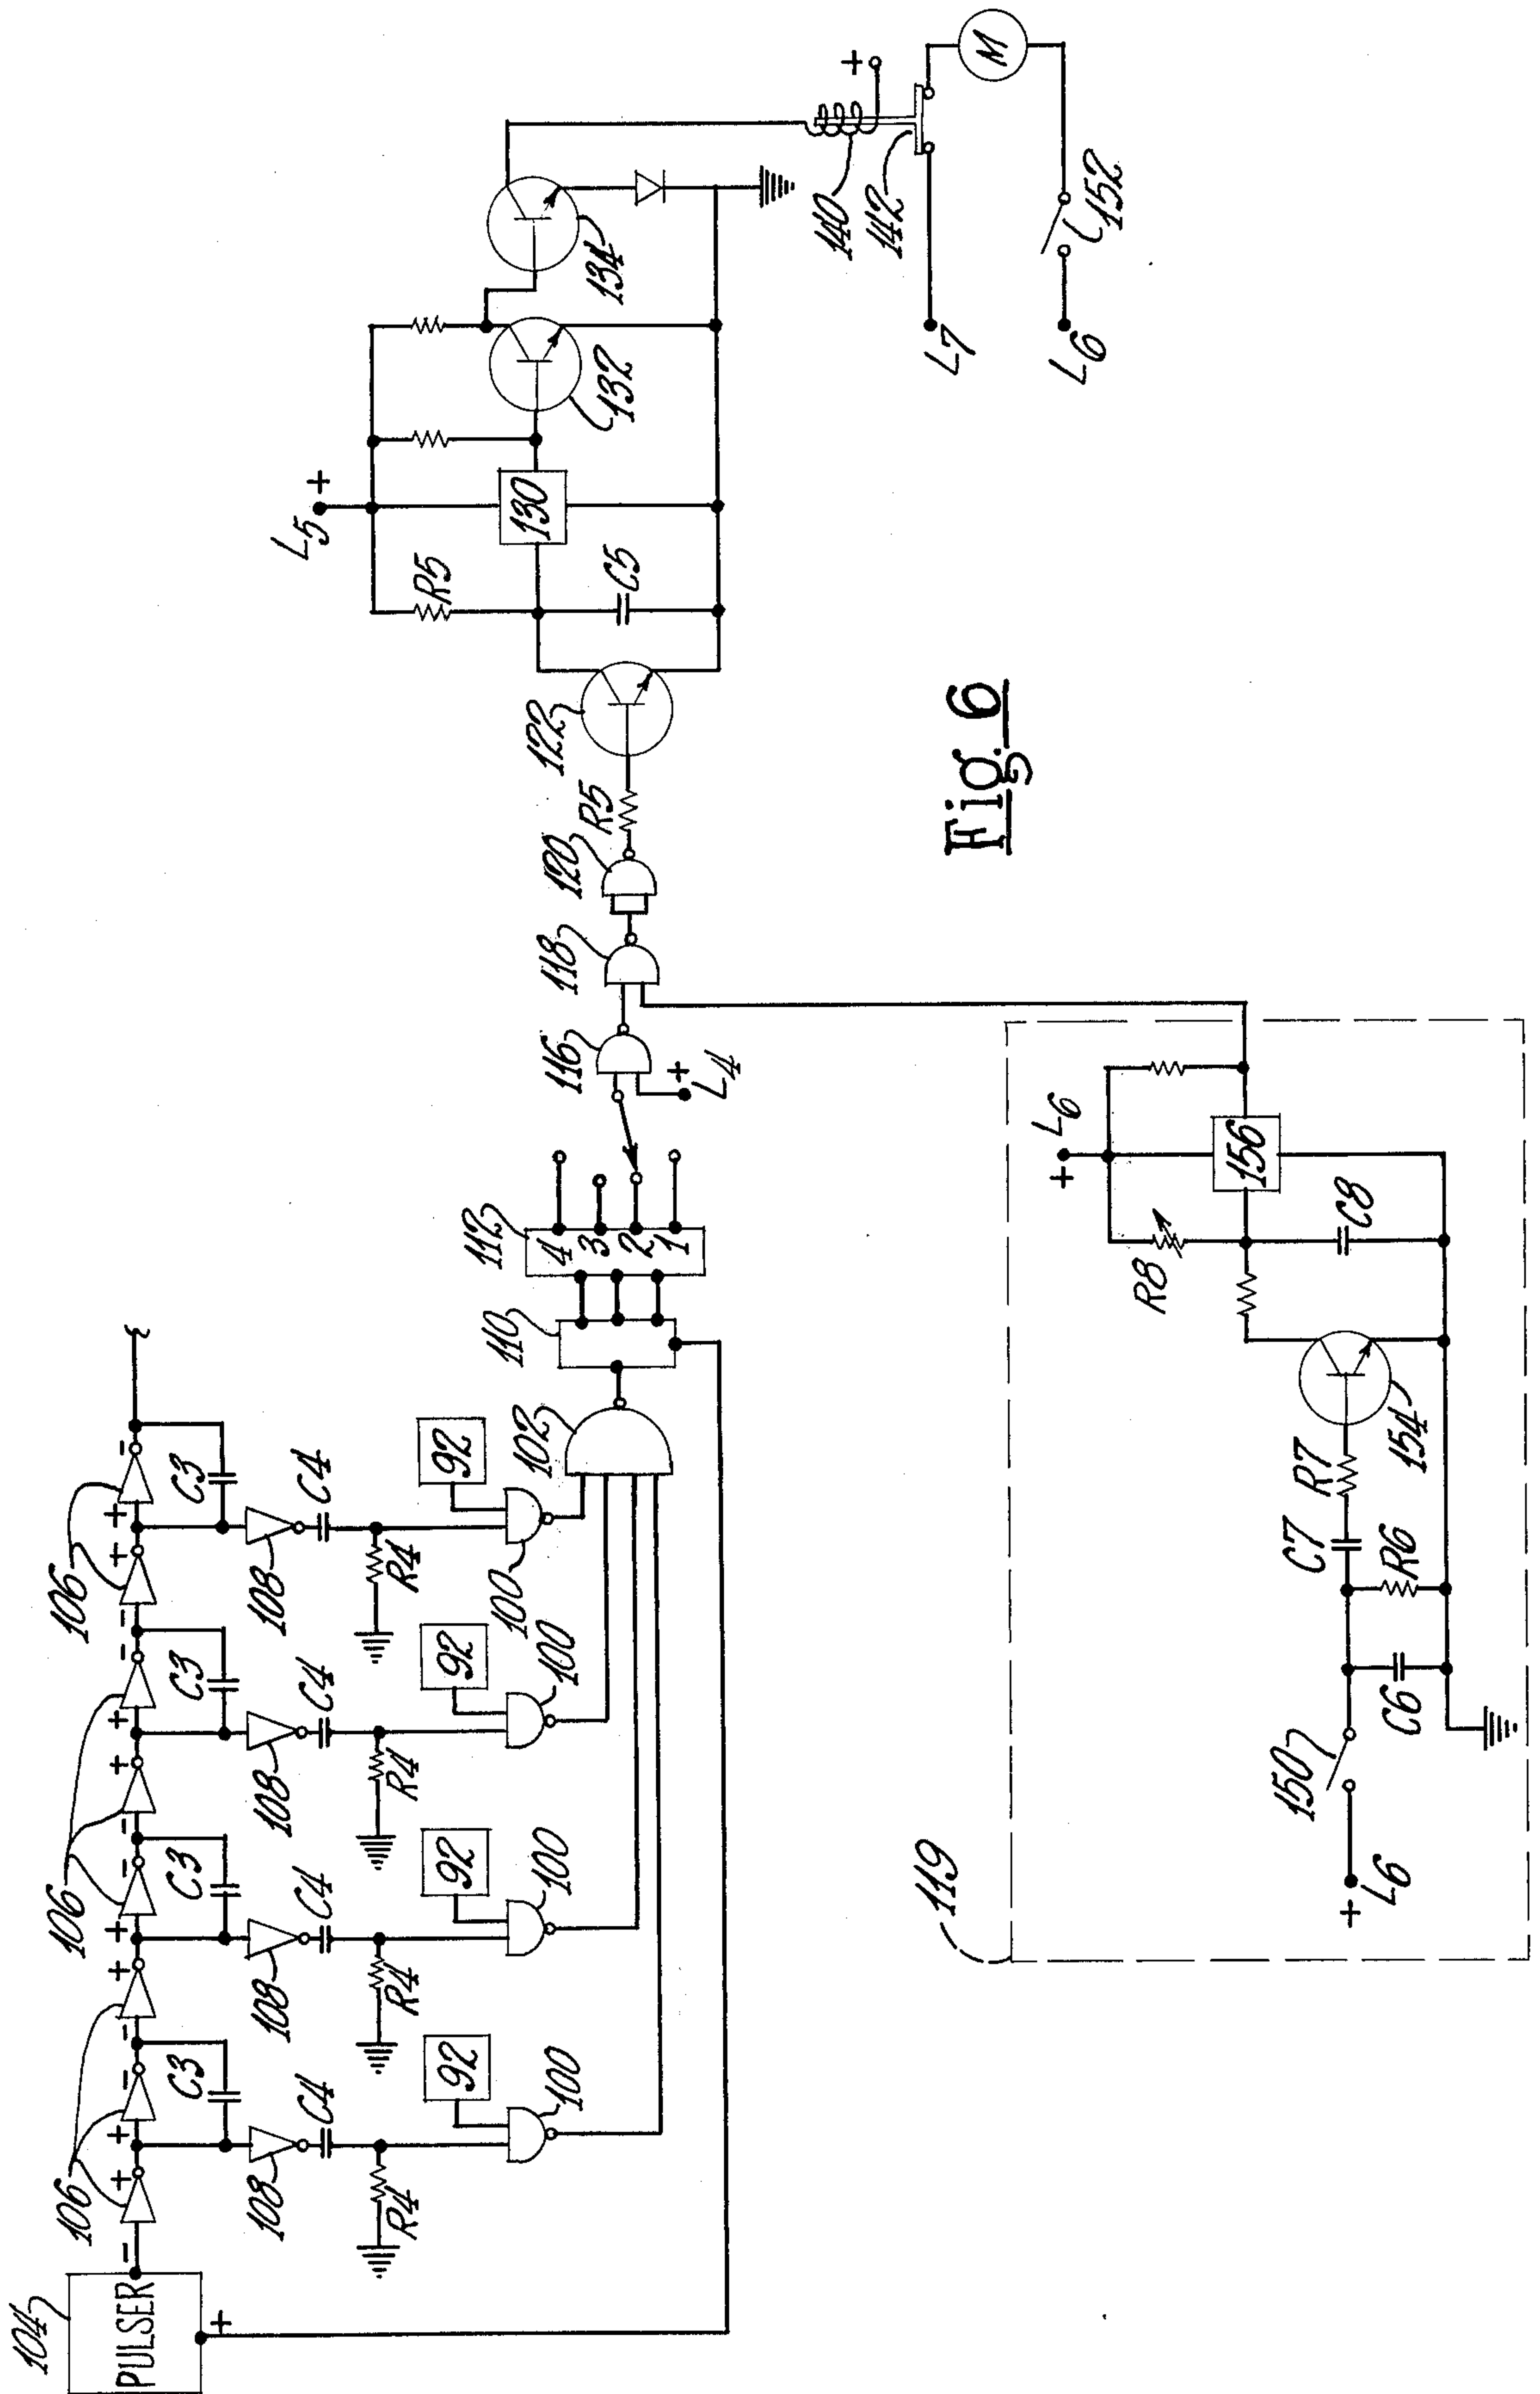 104
PULSER
−
+
106
106
106
106
+ + − − + + − − + + − − + + −
C3
C3
C3
C3
108
108
108
108
C4
C4
C4
C4
R4
R4
R4
R4
92
92
92
92
100
100
100
100
102
110
112
4
3
2
1
116
+
L4
118
120
R5
122
R5
C5
L5 +
130
132
134
140
+
142
M
L7
L6
152
119
+
L6
150
C6
R6
C7
R7
154
R8
C8
+
L6
156
Fig. 6